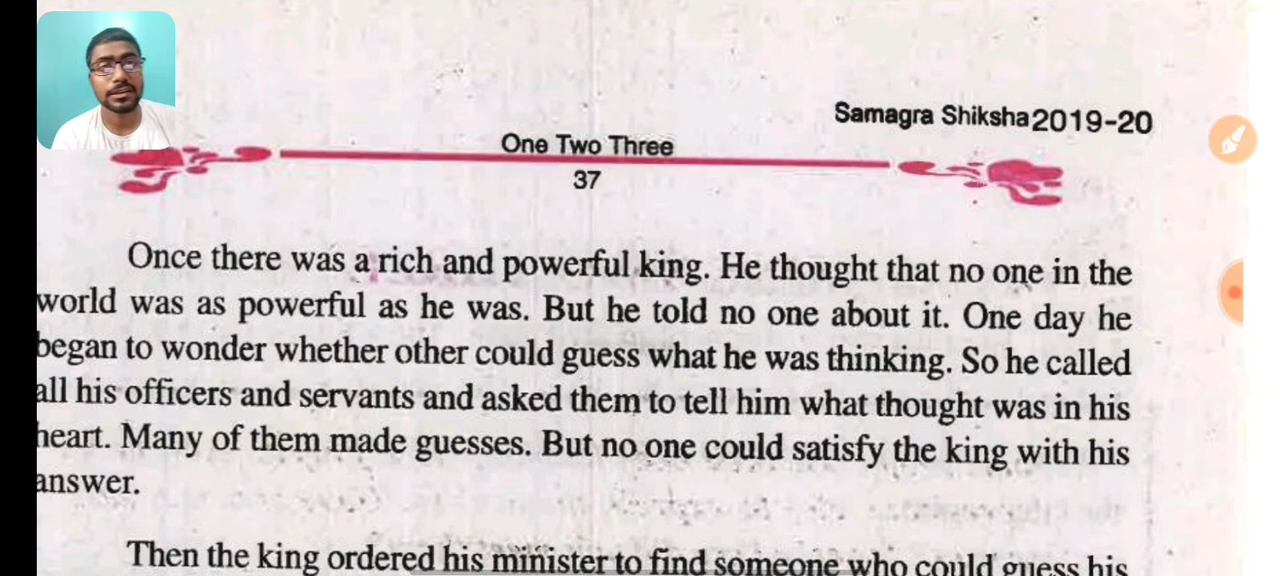 Samagra Shiksha 2019-20
One Two Three
37
Once there was a rich and powerful king. He thought that no one in the
world was as powerful as he was. But he told no one about it. One day he
began to wonder whether other could guess what he was thinking. So he called
all his officers and servants and asked them to tell him what thought was in his
heart. Many of them made guesses. But no one could satisfy the king with his
answer.
Then the king ordered his minister to find someone who could guess his